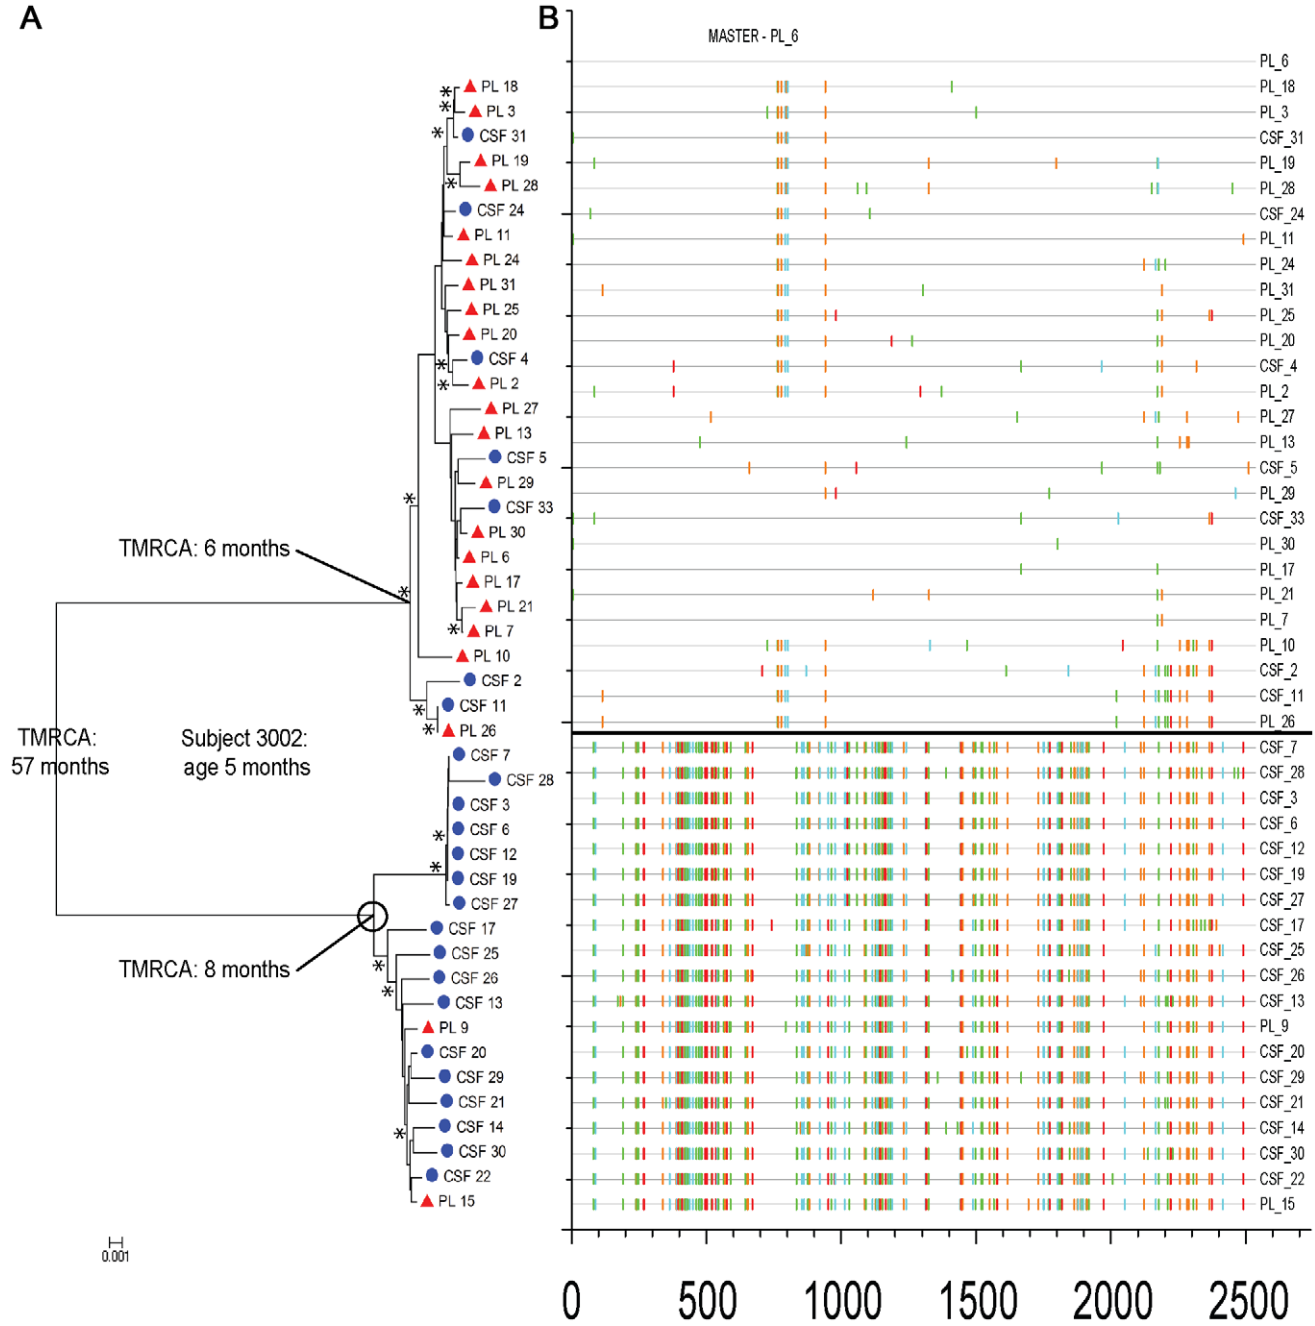 A
B
MASTER - PL_6
PL 18
PL 3
CSF 31
PL 19
PL 28
CSF 24
PL 11
PL 24
PL 31
PL 25
PL 20
CSF 4
PL 2
PL 27
PL 13
CSF 5
PL 29
CSF 33
PL 30
PL 6
PL 17
PL 21
PL 7
PL 10
CSF 2
CSF 11
PL 26
CSF 7
CSF 28
CSF 3
CSF 6
CSF 12
CSF 19
CSF 27
CSF 17
CSF 25
CSF 26
CSF 13
PL 9
CSF 20
CSF 29
CSF 21
CSF 14
CSF 30
CSF 22
PL 15
TMRCA: 6 months
TMRCA:
57 months
Subject 3002:
age 5 months
TMRCA: 8 months
0.001
PL_6
PL_18
PL_3
CSF_31
PL_19
PL_28
CSF_24
PL_11
PL_24
PL_31
PL_25
PL_20
CSF_4
PL_2
PL_27
PL_13
CSF_5
PL_29
CSF_33
PL_30
PL_17
PL_21
PL_7
PL_10
CSF_2
CSF_11
PL_26
CSF_7
CSF_28
CSF_3
CSF_6
CSF_12
CSF_19
CSF_27
CSF_17
CSF_25
CSF_26
CSF_13
PL_9
CSF_20
CSF_29
CSF_21
CSF_14
CSF_30
CSF_22
PL_15
0 500 1000 1500 2000 2500